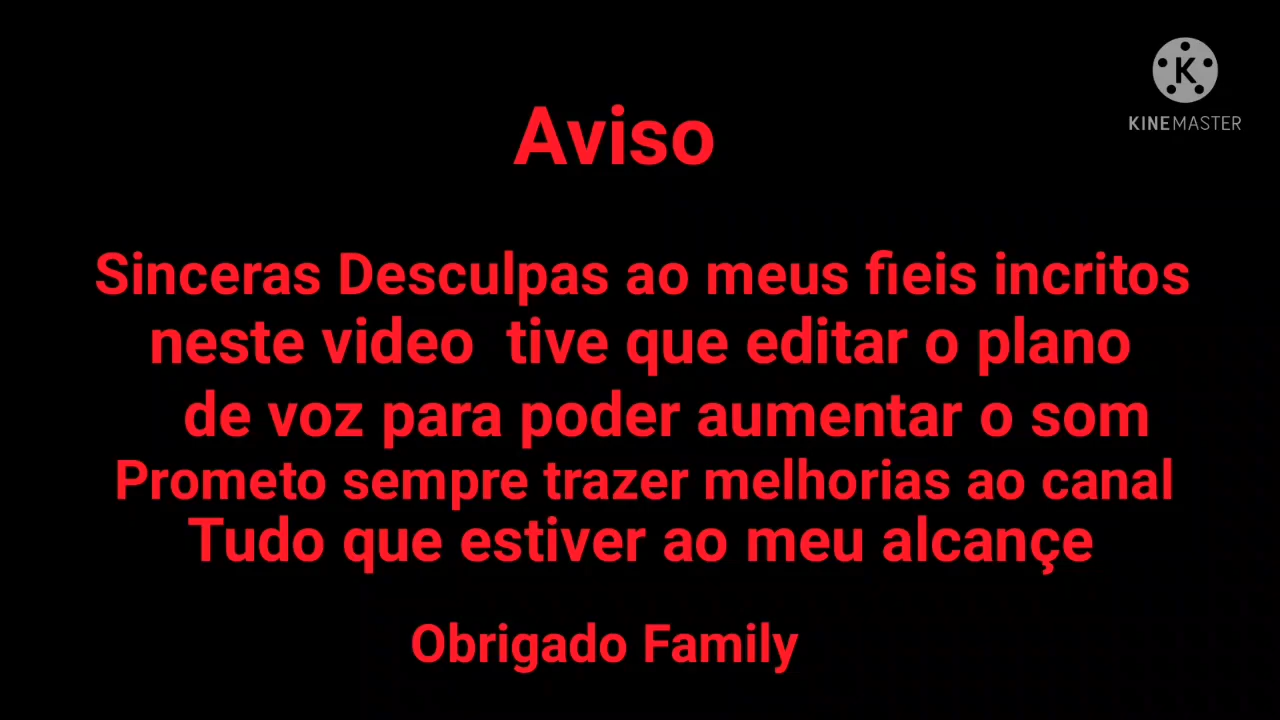 KINEMASTER
Aviso
Sinceras Desculpas ao meus fieis incritos
neste video tive que editar o plano
de voz para poder aumentar o som
Prometo sempre trazer melhorias ao canal
Tudo que estiver ao meu alcançe
Obrigado Family